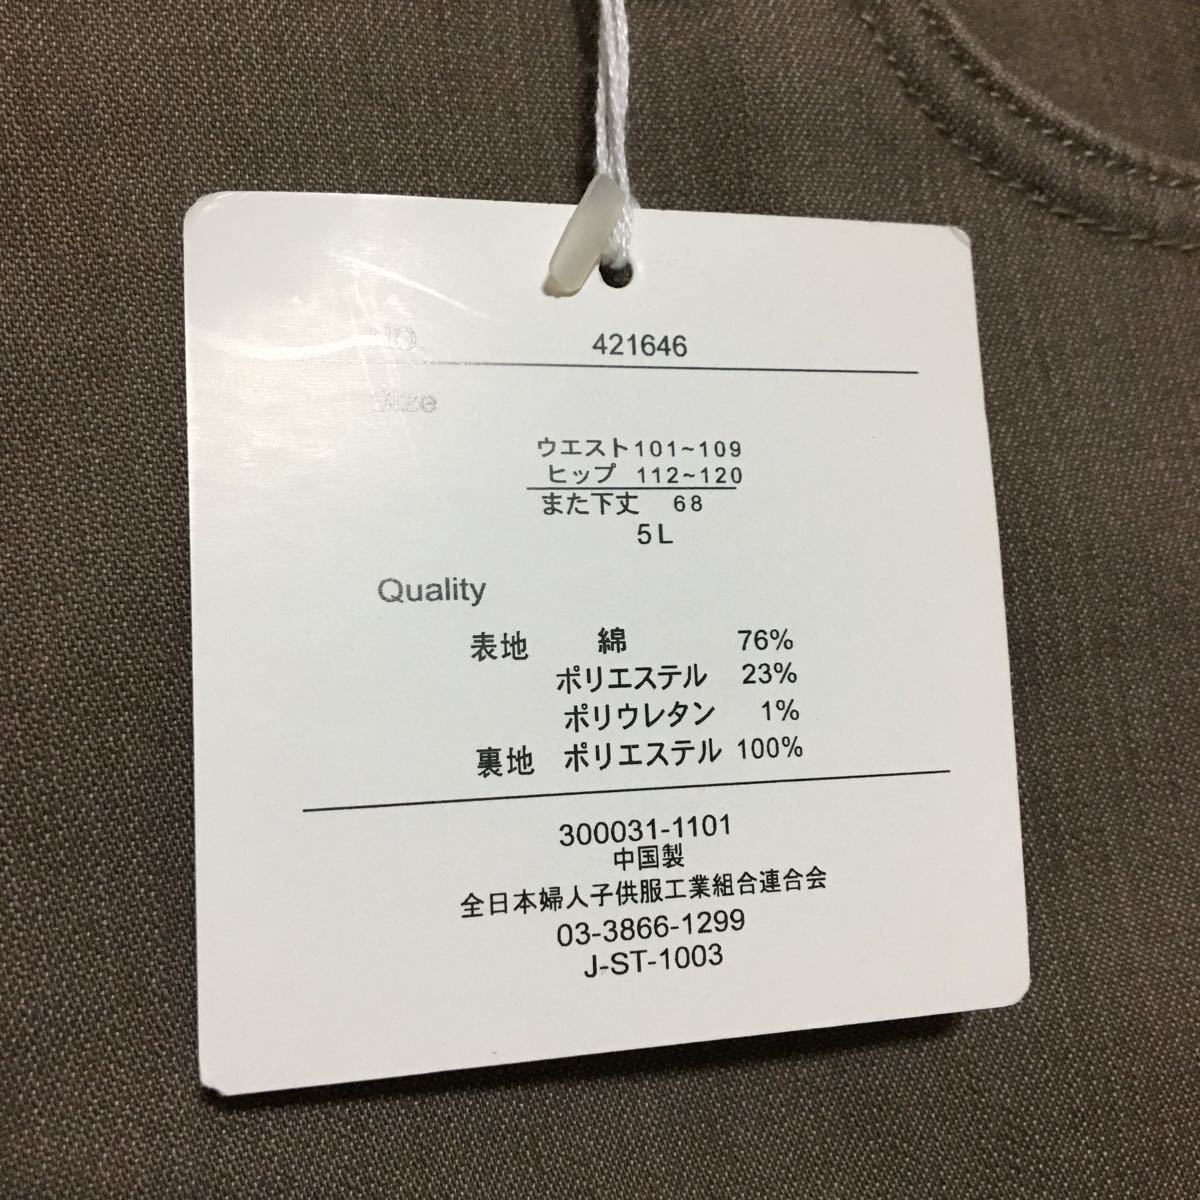 NO 421646
Size
ウエスト101~109
ヒップ 112~120
また下丈 68
5L
Quality
表地 綿 76%
ポリエステル 23%
ポリウレタン 1%
裏地 ポリエステル 100%
300031-1101
中国製
全日本婦人子供服工業組合連合会
03-3866-1299
J-ST-1003